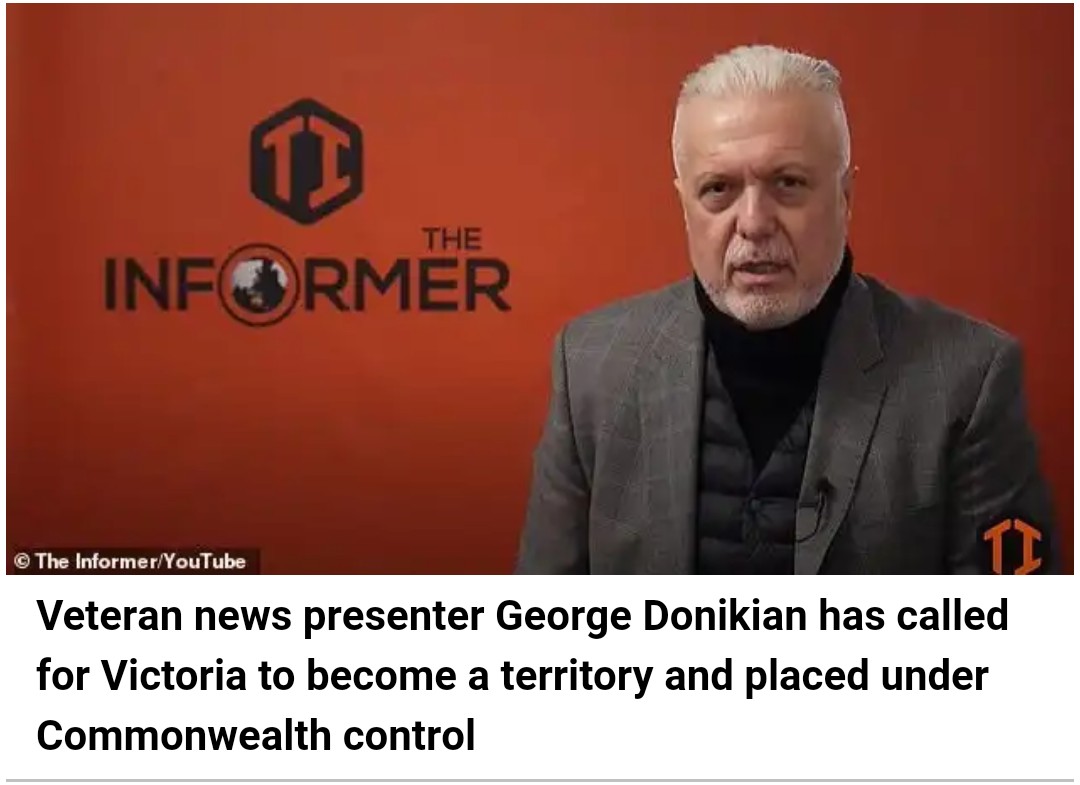 TI
THE
INFORMER
TI
© The Informer/YouTube
Veteran news presenter George Donikian has called
for Victoria to become a territory and placed under
Commonwealth control